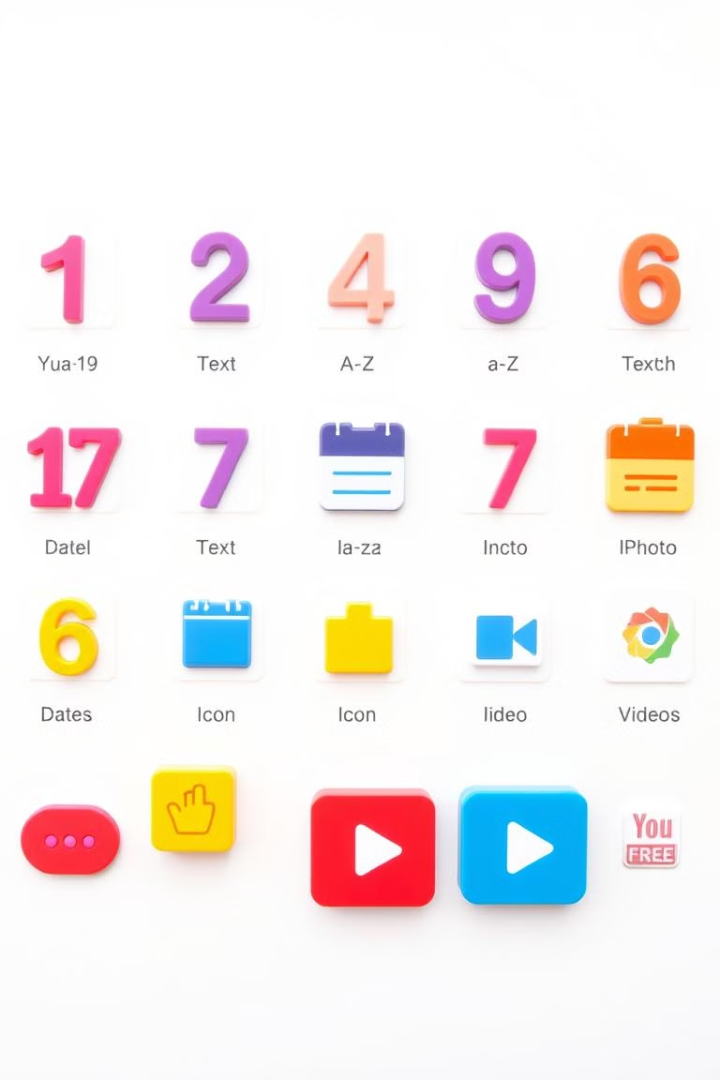 1 2 4 9 6
Yua-19 Text A-Z a-Z Texth
17 7 7
Datel Text la-za Incto IPhoto
6
Dates Icon Icon lideo Videos
You
FREE